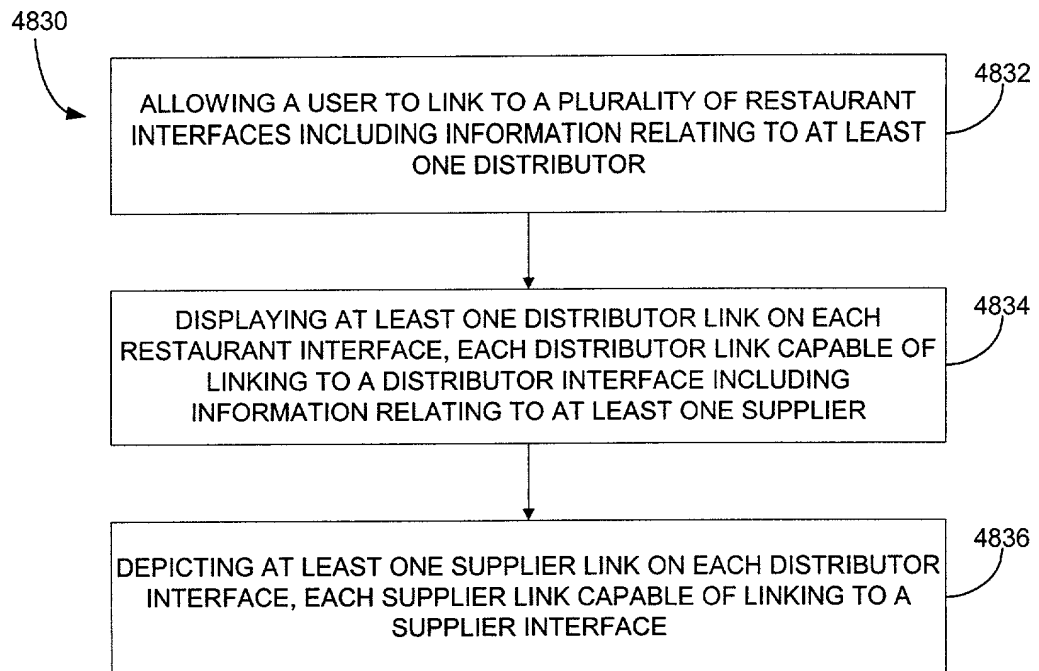 4830
4832
ALLOWING A USER TO LINK TO A PLURALITY OF RESTAURANT
INTERFACES INCLUDING INFORMATION RELATING TO AT LEAST
ONE DISTRIBUTOR
4834
DISPLAYING AT LEAST ONE DISTRIBUTOR LINK ON EACH
RESTAURANT INTERFACE, EACH DISTRIBUTOR LINK CAPABLE OF
LINKING TO A DISTRIBUTOR INTERFACE INCLUDING
INFORMATION RELATING TO AT LEAST ONE SUPPLIER
4836
DEPICTING AT LEAST ONE SUPPLIER LINK ON EACH DISTRIBUTOR
INTERFACE, EACH SUPPLIER LINK CAPABLE OF LINKING TO A
SUPPLIER INTERFACE